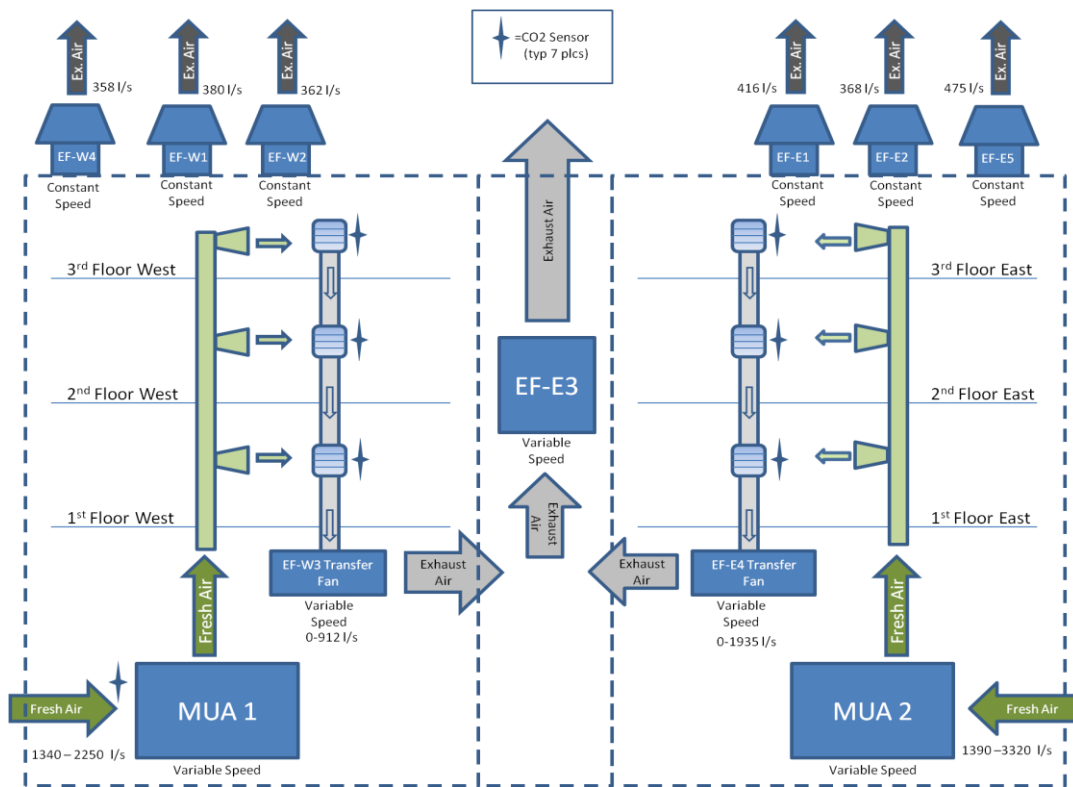 =CO2 Sensor
(typ 7 plcs)
Ex. Air
Ex. Air
Ex. Air
Ex. Air
Ex. Air
Ex. Air
358 l/s
380 l/s
362 l/s
416 l/s
368 l/s
475 l/s
EF-W4
EF-W1
EF-W2
EF-E1
EF-E2
EF-E5
Constant
Speed
Constant
Speed
Constant
Speed
Constant
Speed
Constant
Speed
Constant
Speed
Exhaust Air
3rd Floor West
3rd Floor East
EF-E3
Variable
Speed
2nd Floor West
2nd Floor East
1st Floor West
1st Floor East
Exhaust
Air
EF-W3 Transfer
Fan
Exhaust
Air
Exhaust
Air
EF-E4 Transfer
Fan
Variable
Speed
0-912 l/s
Variable
Speed
0-1935 l/s
Fresh Air
Fresh Air
Fresh Air
MUA 1
MUA 2
Fresh Air
1340 – 2250 l/s
1390 –3320 l/s
Variable Speed
Variable Speed